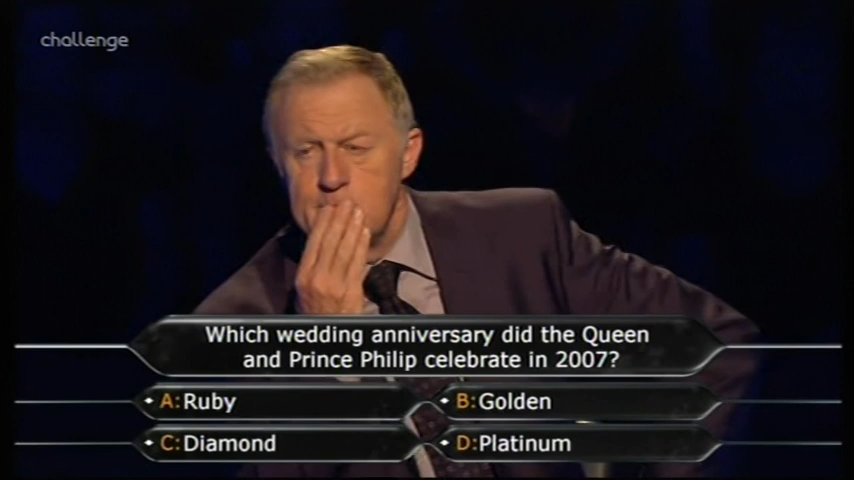 challenge
Which wedding anniversary did the Queen
and Prince Philip celebrate in 2007?
A: Ruby
B: Golden
C: Diamond
D: Platinum